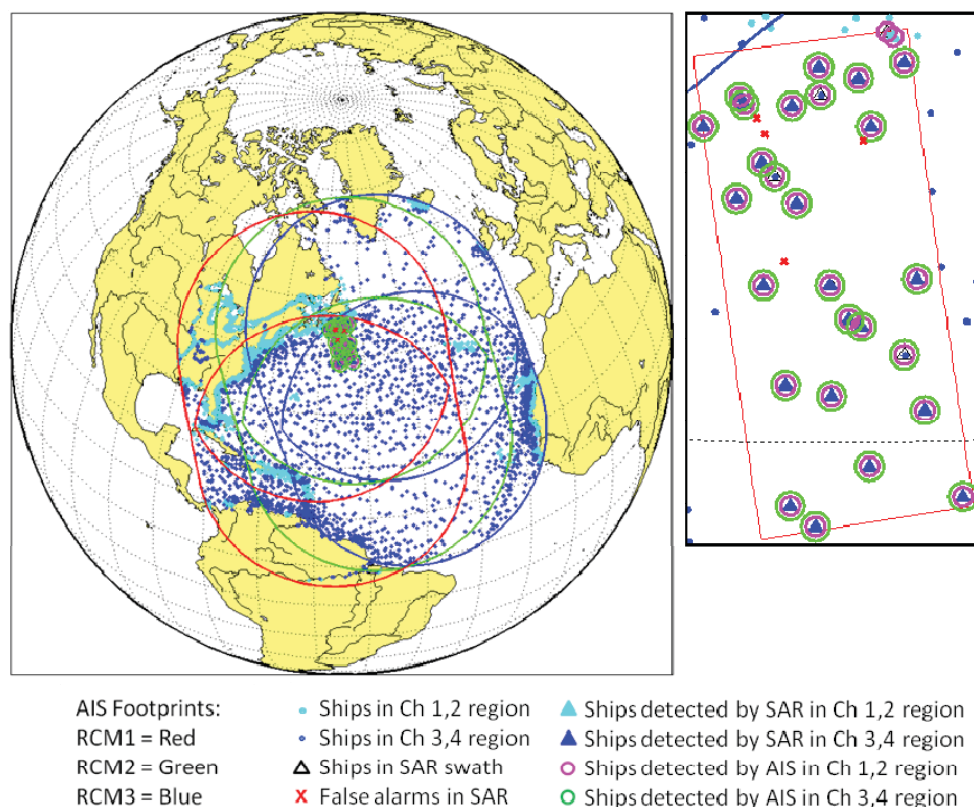 AIS Footprints:
RCM1 = Red
RCM2 = Green
RCM3 = Blue
Ships in Ch 1,2 region
Ships in Ch 3,4 region
Ships in SAR swath
False alarms in SAR
Ships detected by SAR in Ch 1,2 region
Ships detected by SAR in Ch 3,4 region
Ships detected by AIS in Ch 1,2 region
Ships detected by AIS in Ch 3,4 region